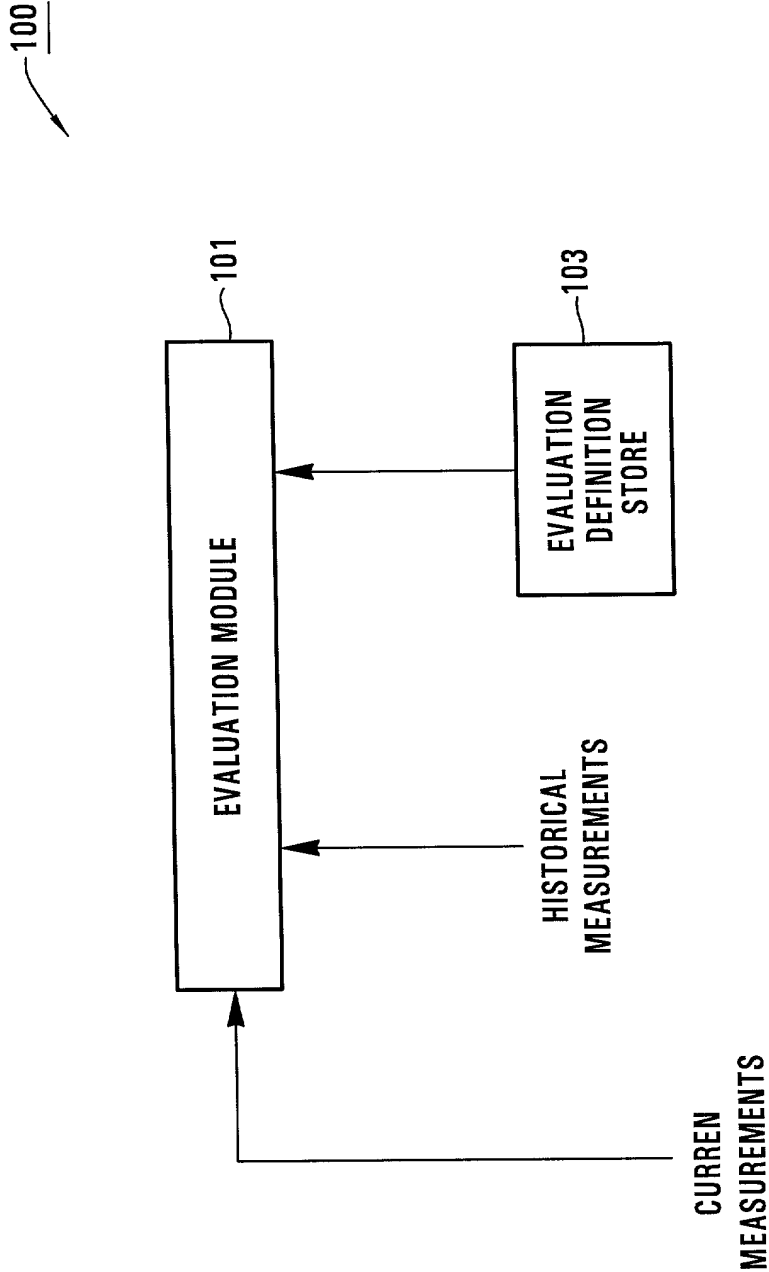 100
EVALUATION MODULE
101
CURREN
MEASUREMENTS
HISTORICAL
MEASUREMENTS
EVALUATION
DEFINITION
STORE
103